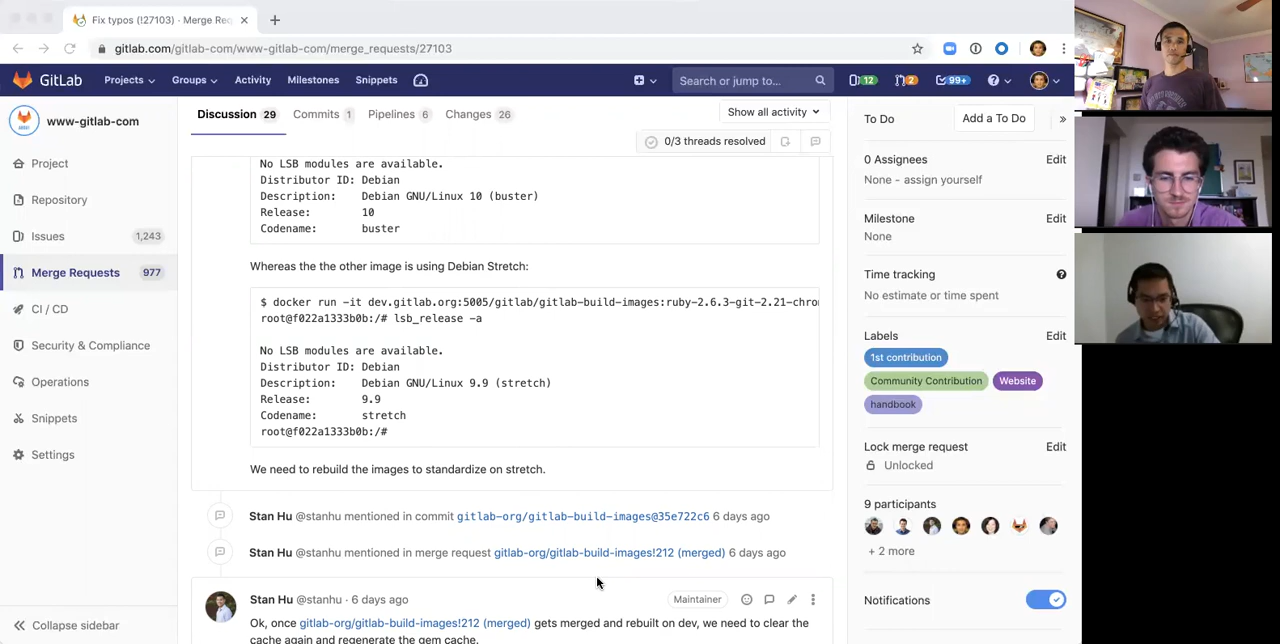 Fix typos (!27103) · Merge Req
gitlab.com/gitlab-com/www-gitlab-com/merge_requests/27103
GitLab Projects Groups Activity Milestones Snippets Search or jump to... 12 2 99+
www-gitlab-com
Project
Repository
Issues 1,243
Merge Requests 977
CI / CD
Security & Compliance
Operations
Snippets
Settings
Collapse sidebar
Discussion 29 Commits 1 Pipelines 6 Changes 26 Show all activity
0/3 threads resolved
No LSB modules are available.
Distributor ID: Debian
Description: Debian GNU/Linux 10 (buster)
Release: 10
Codename: buster
Whereas the the other image is using Debian Stretch:
$ docker run -it dev.gitlab.org:5005/gitlab/gitlab-build-images:ruby-2.6.3-git-2.21-chro
root@f022a1333b0b:/# lsb_release -a
No LSB modules are available.
Distributor ID: Debian
Description: Debian GNU/Linux 9.9 (stretch)
Release: 9.9
Codename: stretch
root@f022a1333b0b:/#
We need to rebuild the images to standardize on stretch.
Stan Hu @stanhu mentioned in commit gitlab-org/gitlab-build-images@35e722c6 6 days ago
Stan Hu @stanhu mentioned in merge request gitlab-org/gitlab-build-images!212 (merged) 6 days ago
Stan Hu @stanhu · 6 days ago Maintainer
Ok, once gitlab-org/gitlab-build-images!212 (merged) gets merged and rebuilt on dev, we need to clear the
cache again and regenerate the gem cache.
To Do Add a To Do
0 Assignees Edit
None - assign yourself
Milestone Edit
None
Time tracking
No estimate or time spent
Labels Edit
1st contribution
Community Contribution Website
handbook
Lock merge request Edit
Unlocked
9 participants
+ 2 more
Notifications